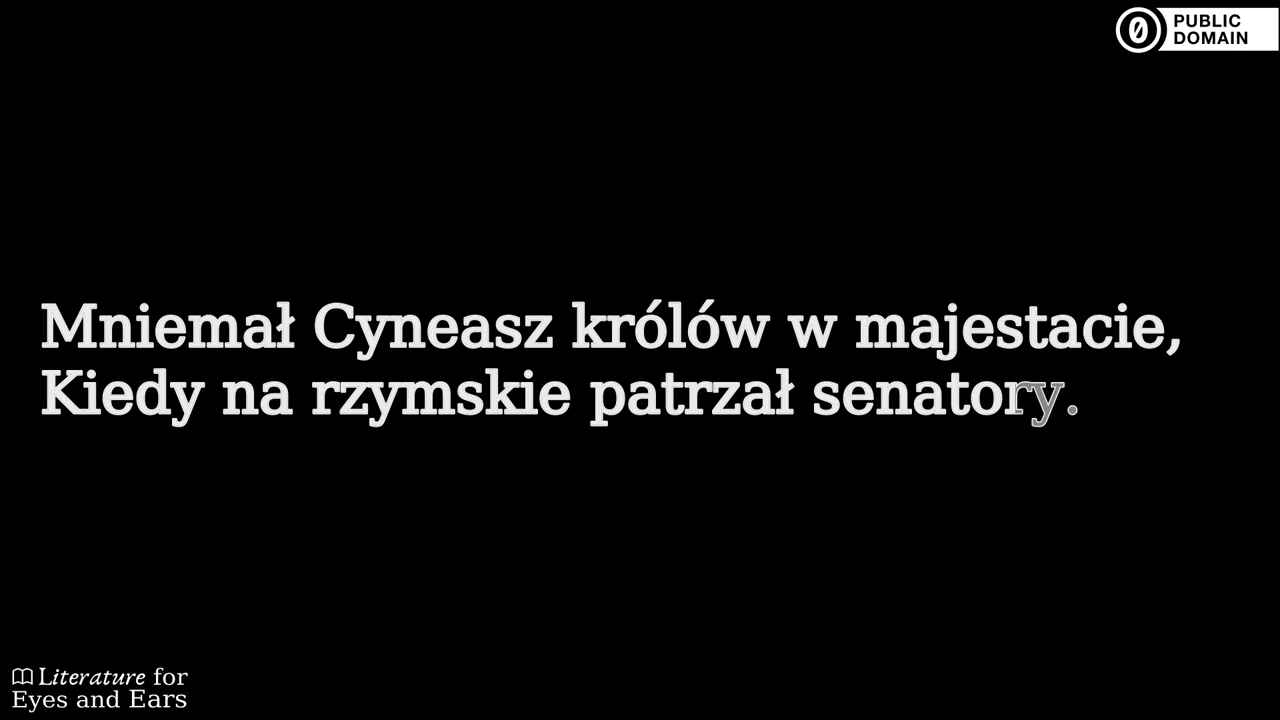 PUBLIC
DOMAIN
Mniemał Cyneasz królów w majestacie,
Kiedy na rzymskie patrzał senatory.
Literature for
Eyes and Ears